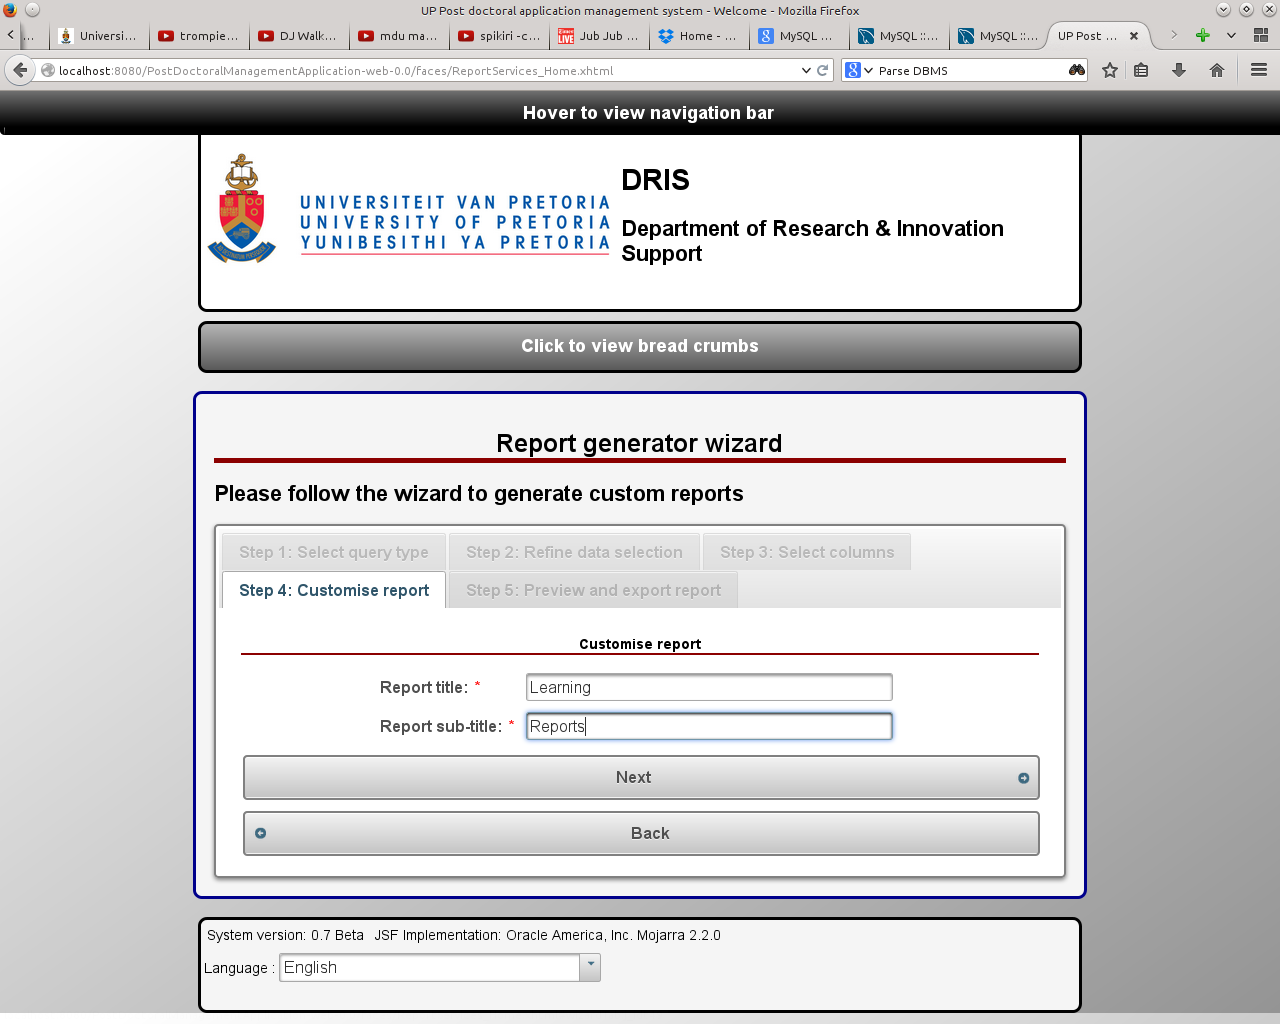 UP Post doctoral application management system - Welcome - Mozilla Firefox
Universi... trompie... DJ Walk... mdu ma... spikiri -c... Jub Jub ... Home - ... MySQL ... MySQL ::... MySQL ::... UP Post ...
localhost:8080/PostDoctoralManagementApplication-web-0.0/faces/ReportServices_Home.xhtml
Parse DBMS
Hover to view navigation bar
UNIVERSITEIT VAN PRETORIA
UNIVERSITY OF PRETORIA
YUNIBESITHI YA PRETORIA
DRIS
Department of Research & Innovation
Support
Click to view bread crumbs
Report generator wizard
Please follow the wizard to generate custom reports
Step 1: Select query type Step 2: Refine data selection Step 3: Select columns
Step 4: Customise report Step 5: Preview and export report
Customise report
Report title: * Learning
Report sub-title: * Reports
Next
Back
System version: 0.7 Beta JSF Implementation: Oracle America, Inc. Mojarra 2.2.0
Language : English